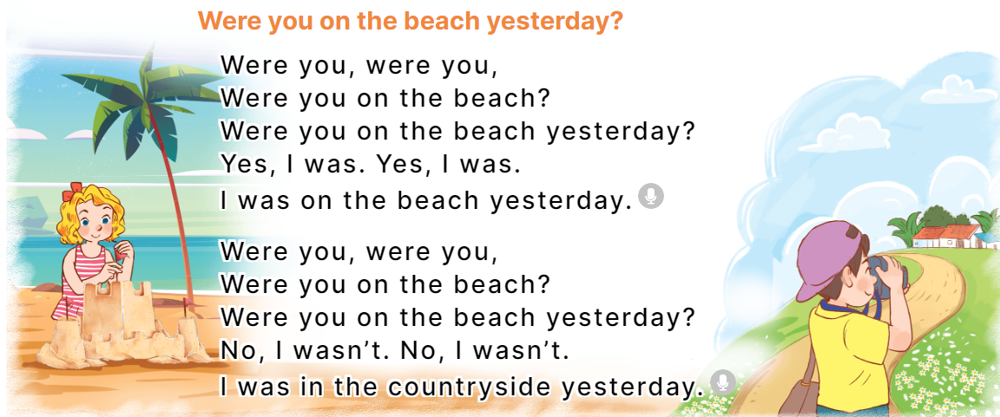 Were you on the beach yesterday?
Were you, were you,
Were you on the beach?
Were you on the beach yesterday?
Yes, I was. Yes, I was.
I was on the beach yesterday.
Were you, were you,
Were you on the beach?
Were you on the beach yesterday?
No, I wasn’t. No, I wasn’t.
I was in the countryside yesterday.